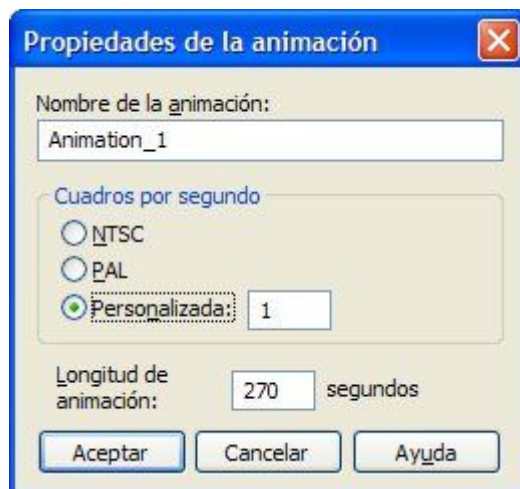 Propiedades de la animación
Nombre de la animación:
Animation_1
Cuadros por segundo
NTSC
PAL
Personalizada: 1
Longitud de
animación: 270 segundos
Aceptar Cancelar Ayuda